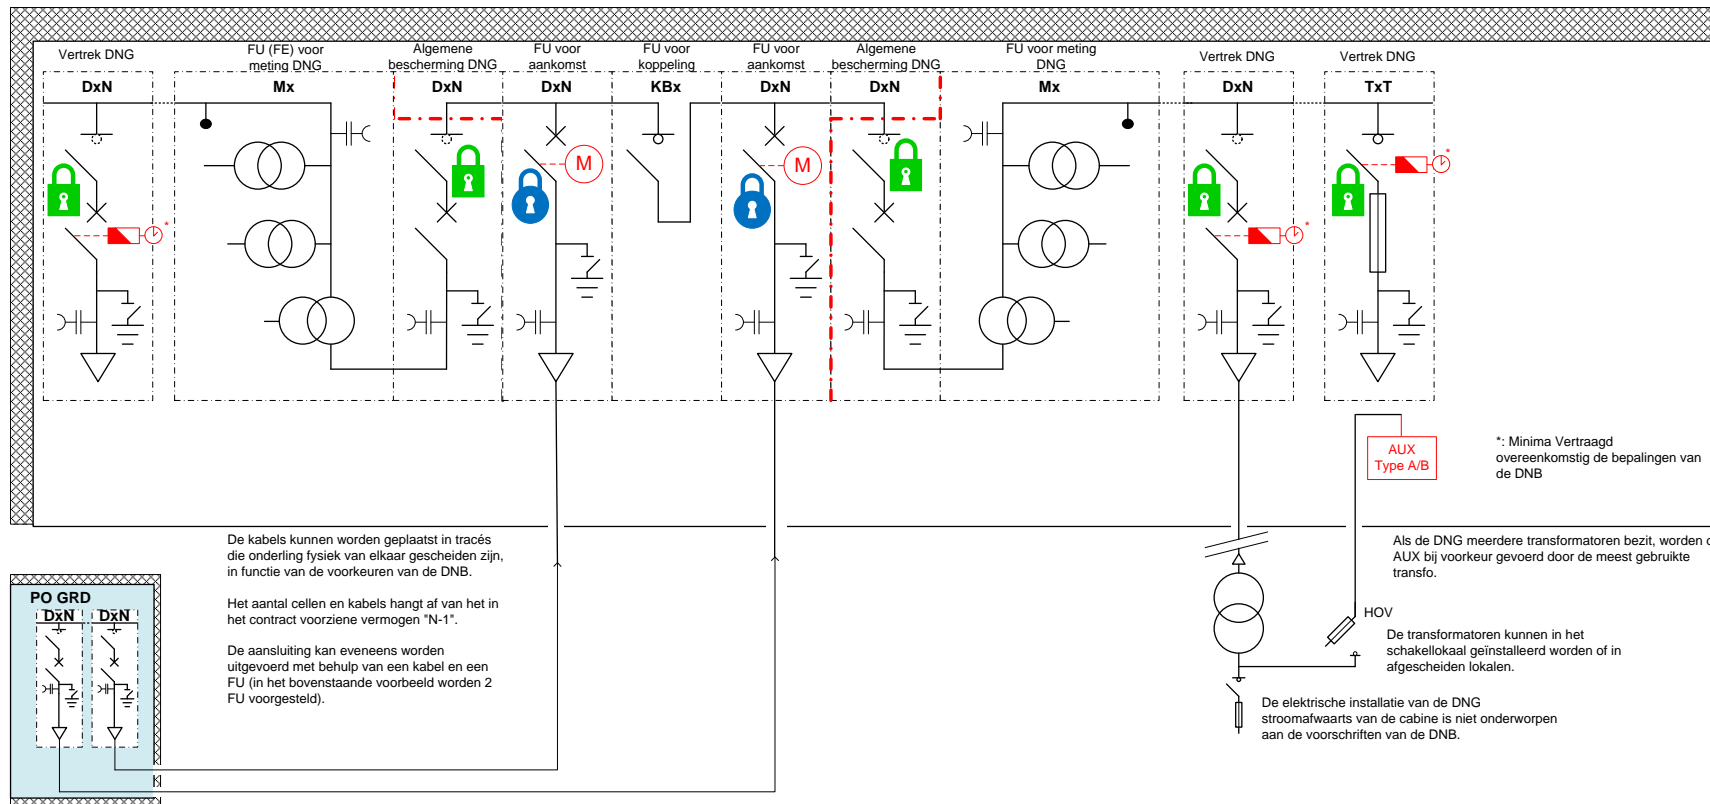 Vertrek DNG
FU (FE) voor
meting DNG
Algemene
bescherming DNG
FU voor
aankomst
FU voor
koppeling
FU voor
aankomst
Algemene
bescherming DNG
FU voor meting
DNG
Vertrek DNG
Vertrek DNG
DxN
Mx
DxN
DxN
KBx
DxN
DxN
Mx
DxN
TxT
M
M
*
*
*
AUX
Type A/B
*: Minima Vertraagd
overeenkomstig de bepalingen van
de DNB
De kabels kunnen worden geplaatst in tracés
die onderling fysiek van elkaar gescheiden zijn,
in functie van de voorkeuren van de DNB.
Het aantal cellen en kabels hangt af van het in
het contract voorziene vermogen "N-1".
De aansluiting kan eveneens worden
uitgevoerd met behulp van een kabel en een
FU (in het bovenstaande voorbeeld worden 2
FU voorgesteld).
Als de DNG meerdere transformatoren bezit, worden
AUX bij voorkeur gevoerd door de meest gebruikte
transfo.
HOV
De transformatoren kunnen in het
schakellokaal geïnstalleerd worden of in
afgescheiden lokalen.
De elektrische installatie van de DNG
stroomafwaarts van de cabine is niet onderworpen
aan de voorschriften van de DNB.
PO GRD
DxN
DxN